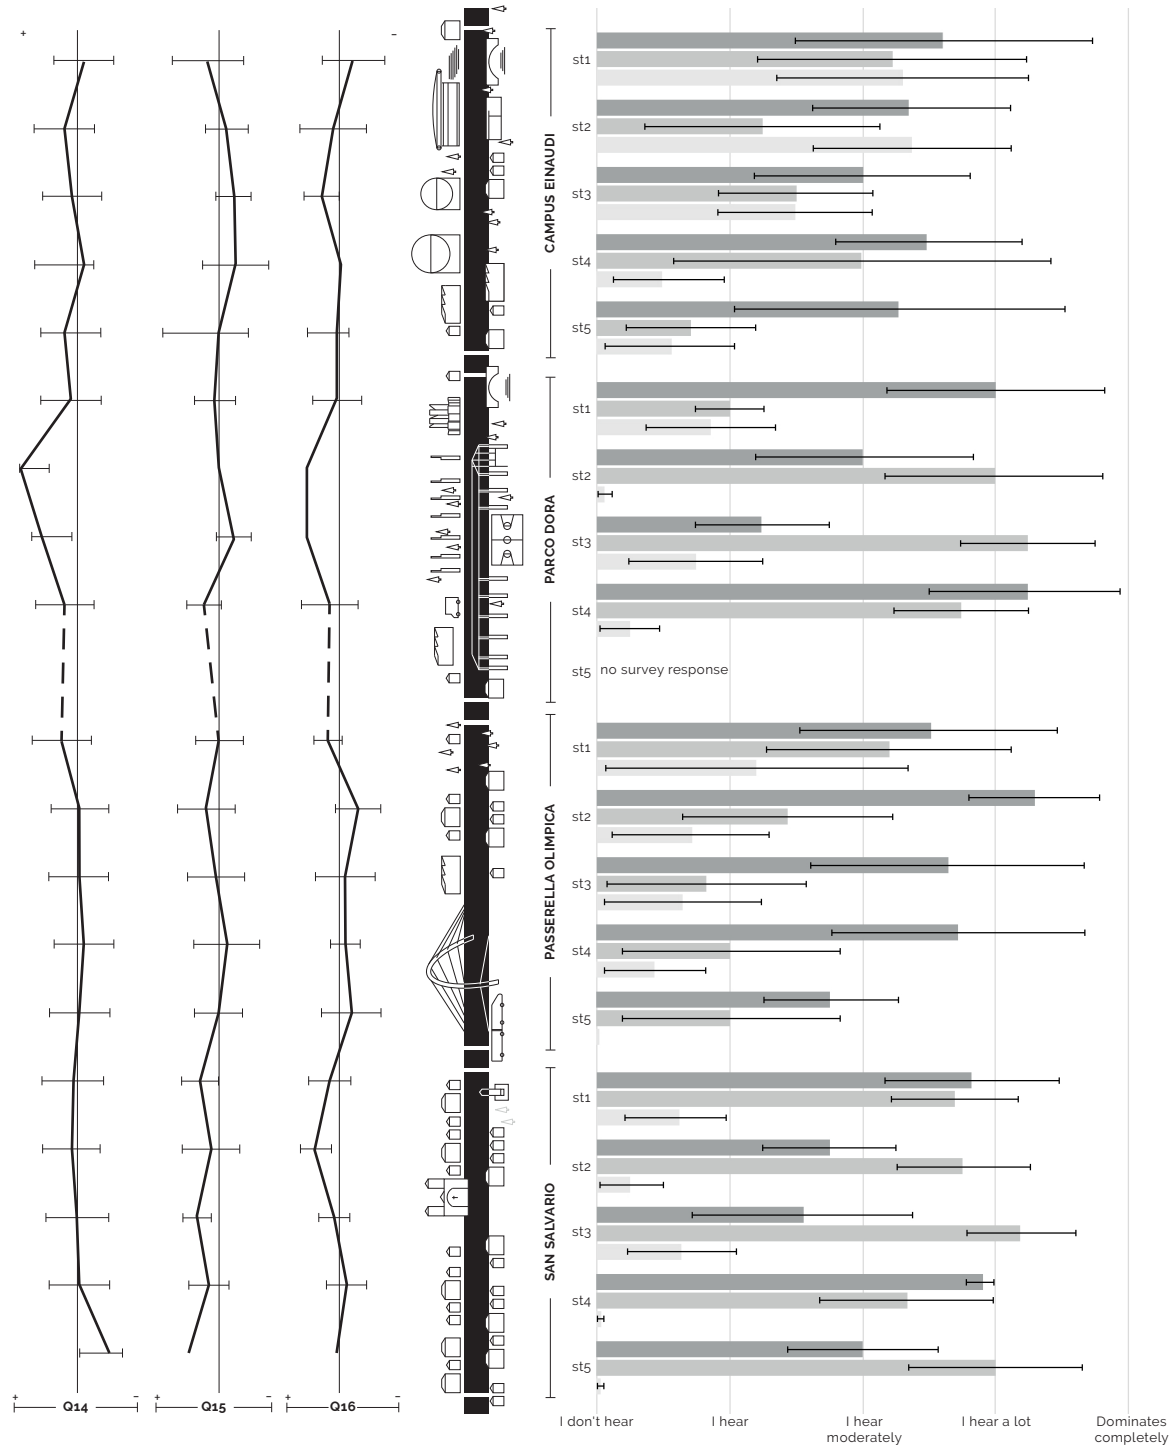 +
−
CAMPUS EINAUDI
st1
st2
st3
st4
st5
PARCO DORA
st1
st2
st3
st4
st5 no survey response
PASSERELLA OLIMPICA
st1
st2
st3
st4
st5
SAN SALVARIO
st1
st2
st3
st4
st5
+ − + − + −
Q14 Q15 Q16
I don't hear I hear I hear I hear a lot Dominates
moderately completely